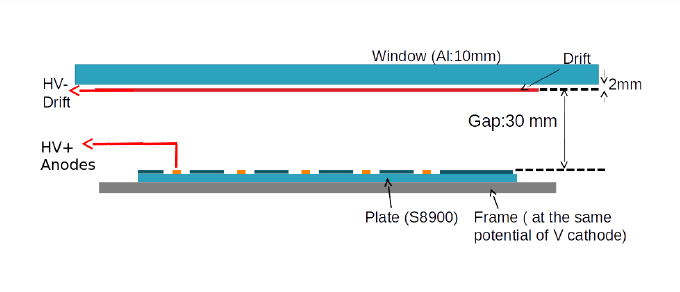 Window (Al:10mm)
Drift
HV-
Drift
2mm
Gap:30 mm
HV+
Anodes
Plate (S8900)
Frame ( at the same
potential of V cathode)